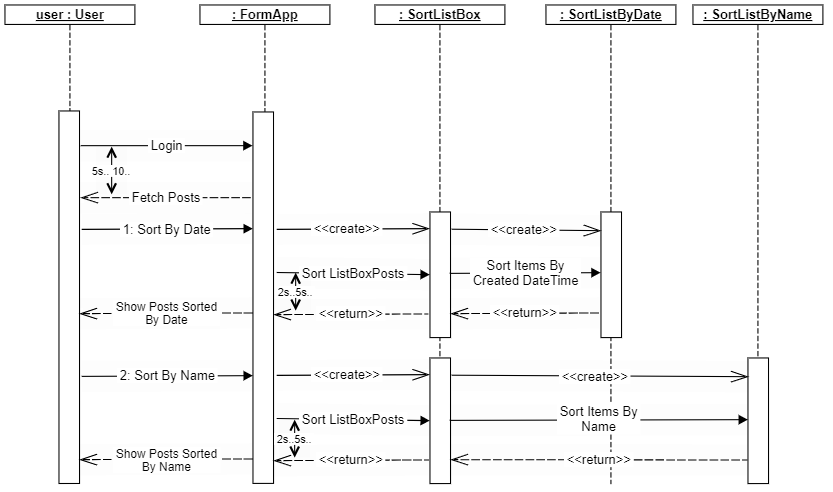 user : User
: FormApp
: SortListBox
: SortListByDate
: SortListByName
Login
5s.. 10..
Fetch Posts
1: Sort By Date
<<create>>
<<create>>
Sort ListBoxPosts
Sort Items By
Created DateTime
2s..5s..
Show Posts Sorted
By Date
<<return>>
<<return>>
2: Sort By Name
<<create>>
<<create>>
Sort ListBoxPosts
Sort Items By
Name
2s..5s..
Show Posts Sorted
By Name
<<return>>
<<return>>